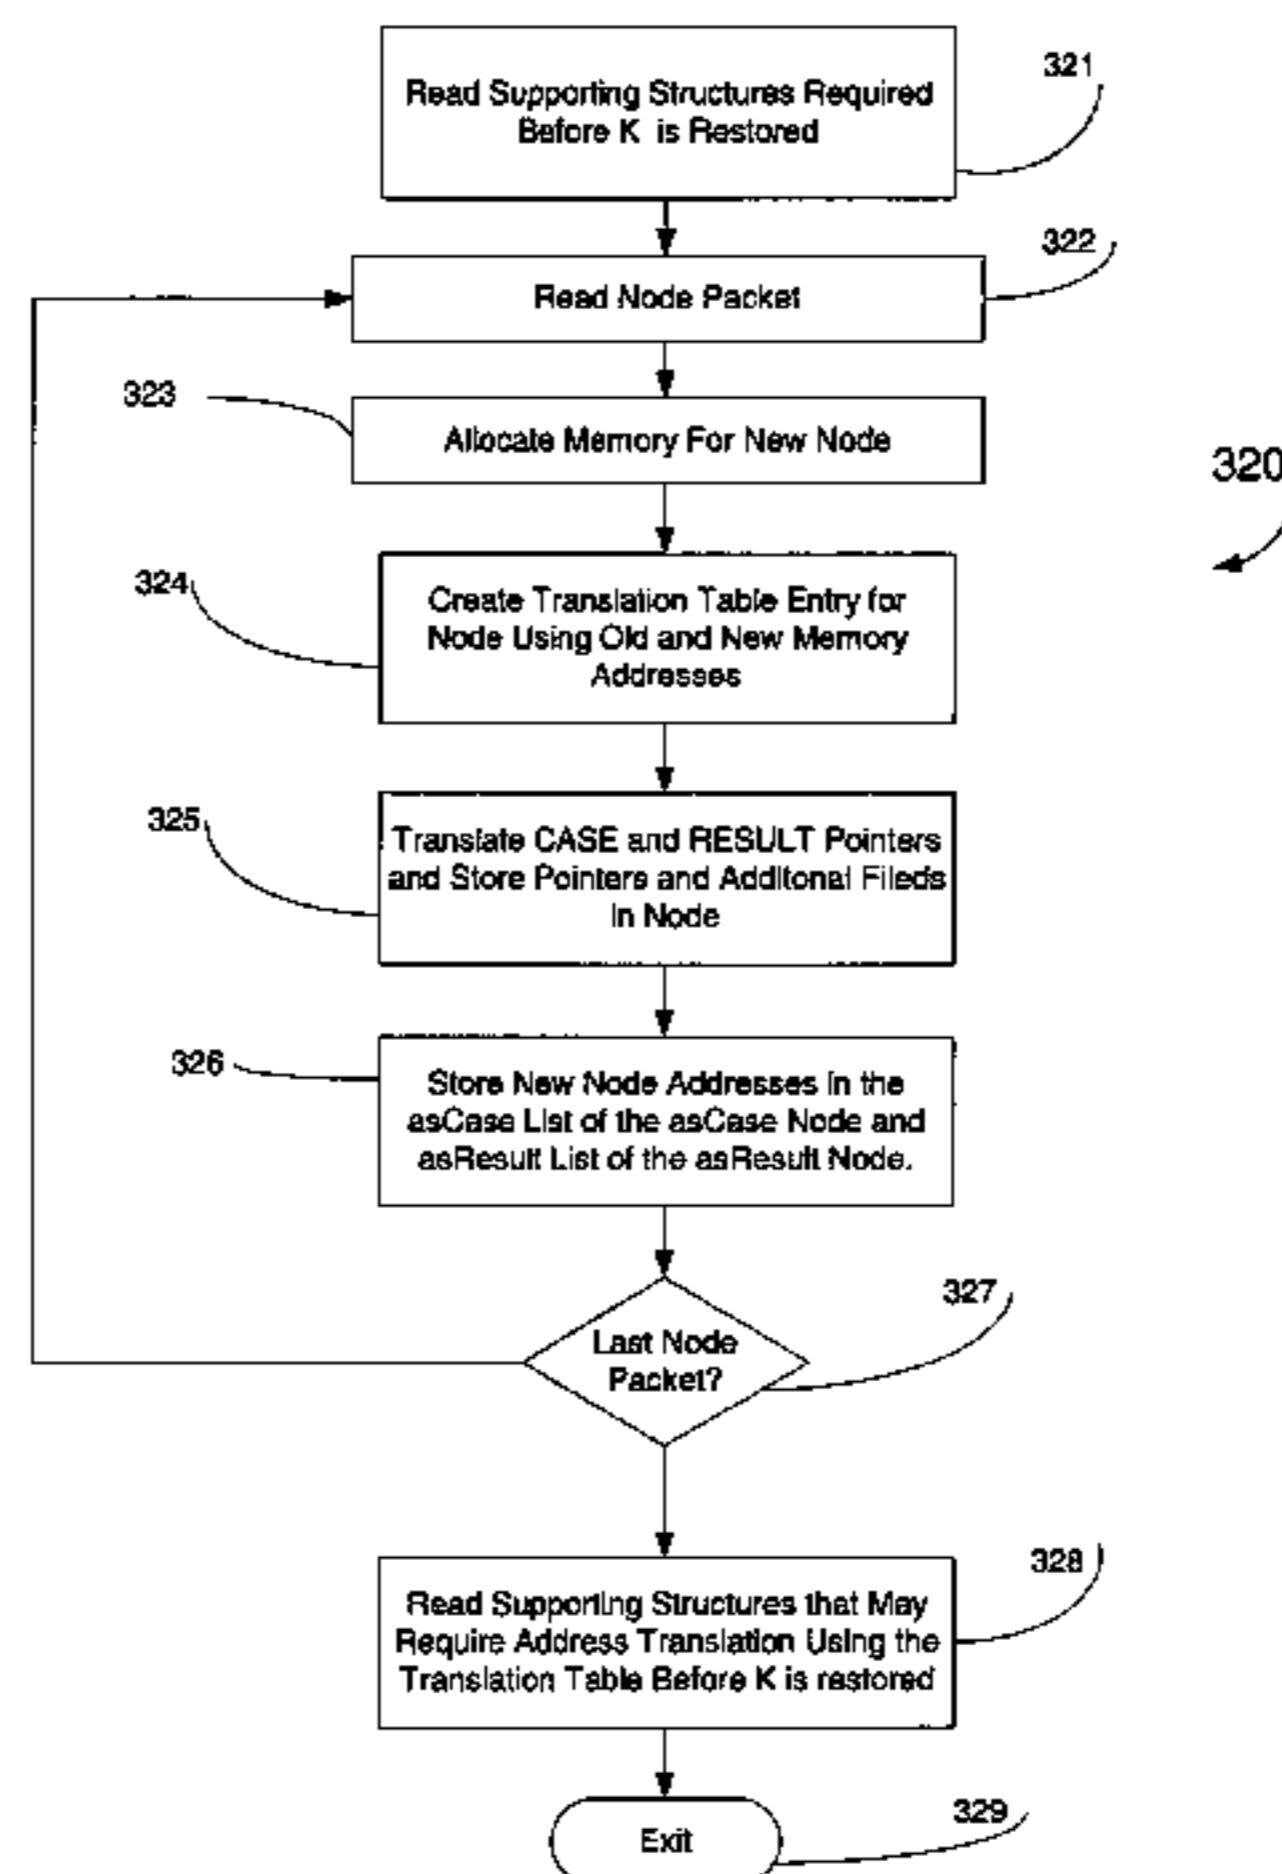 Read Supporting Structures Required
Before K is Restored
321
Read Node Packet
322
323
Allocate Memory For New Node
320
324
Create Translation Table Entry for
Node Using Old and New Memory
Addresses
325
Translate CASE and RESULT Pointers
and Store Pointers and Additonal Fileds
in Node
326
Store New Node Addresses in the
asCase List of the asCase Node and
asResult List of the asResult Node.
327
Last Node
Packet?
328
Read Supporting Structures that May
Require Address Translation Using the
Translation Table Before K is restored
329
Exit